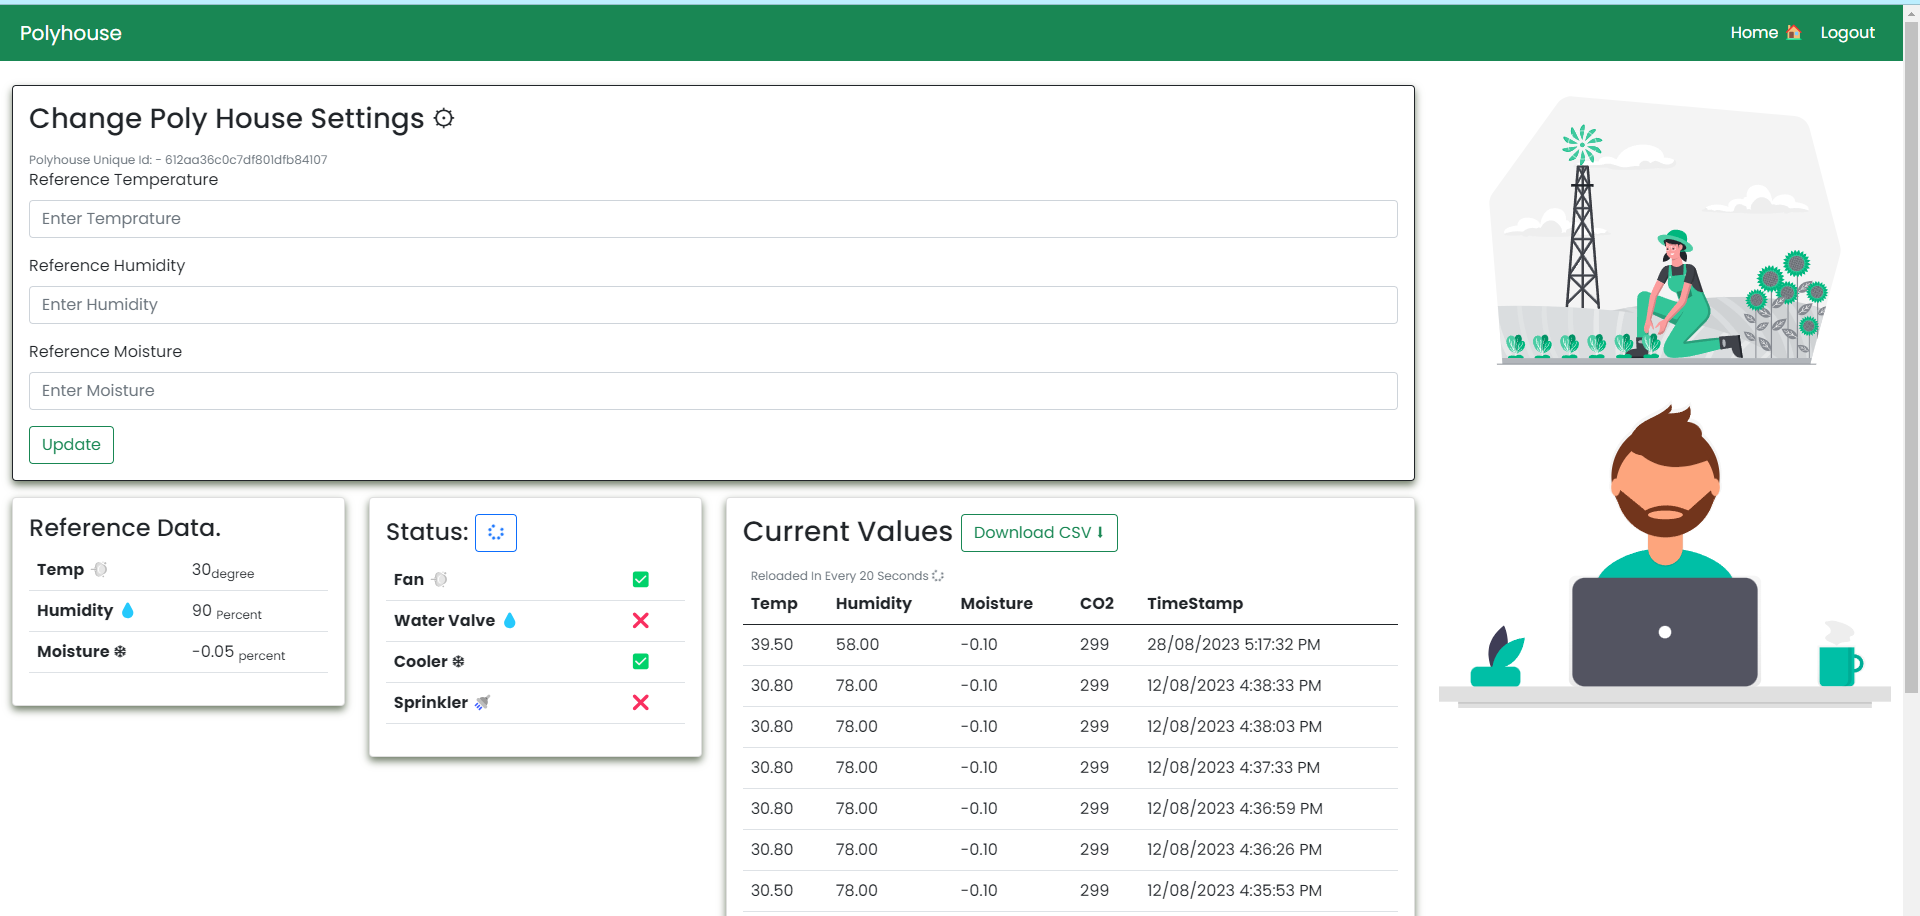 Polyhouse
Home Logout
Change Poly House Settings
Polyhouse Unique Id: - 612aa36c0c7df801dfb84107
Reference Temperature
Enter Temprature
Reference Humidity
Enter Humidity
Reference Moisture
Enter Moisture
Update
Reference Data.
Temp 30degree
Humidity 90 Percent
Moisture -0.05 percent
Status:
Fan
Water Valve
Cooler
Sprinkler
Current Values Download CSV
Reloaded In Every 20 Seconds
Temp Humidity Moisture CO2 TimeStamp
39.50 58.00 -0.10 299 28/08/2023 5:17:32 PM
30.80 78.00 -0.10 299 12/08/2023 4:38:33 PM
30.80 78.00 -0.10 299 12/08/2023 4:38:03 PM
30.80 78.00 -0.10 299 12/08/2023 4:37:33 PM
30.80 78.00 -0.10 299 12/08/2023 4:36:59 PM
30.80 78.00 -0.10 299 12/08/2023 4:36:26 PM
30.50 78.00 -0.10 299 12/08/2023 4:35:53 PM